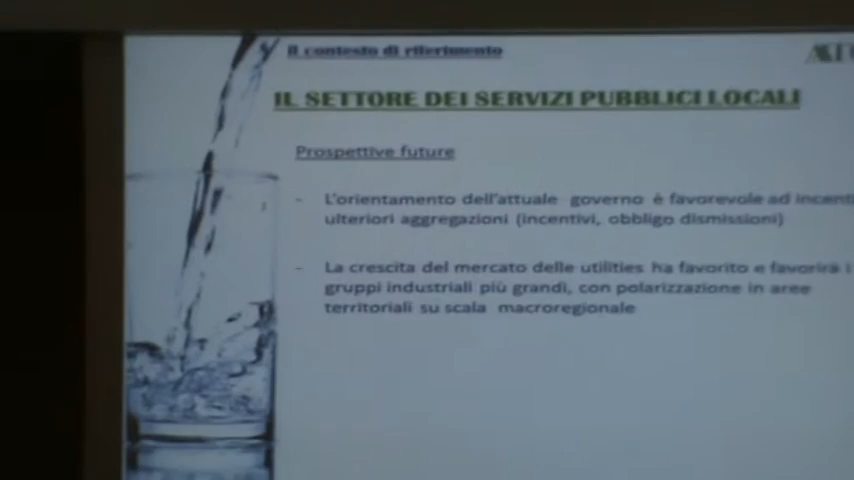 Il contesto di riferimento
IL SETTORE DEI SERVIZI PUBBLICI LOCALI
Prospettive future
- L'orientamento dell'attuale governo è favorevole ad incenti
ulteriori aggregazioni (incentivi, obbligo dismissioni)
- La crescita del mercato delle utilities ha favorito e favorirà i
gruppi industriali più grandi, con polarizzazione in aree
territoriali su scala macroregionale